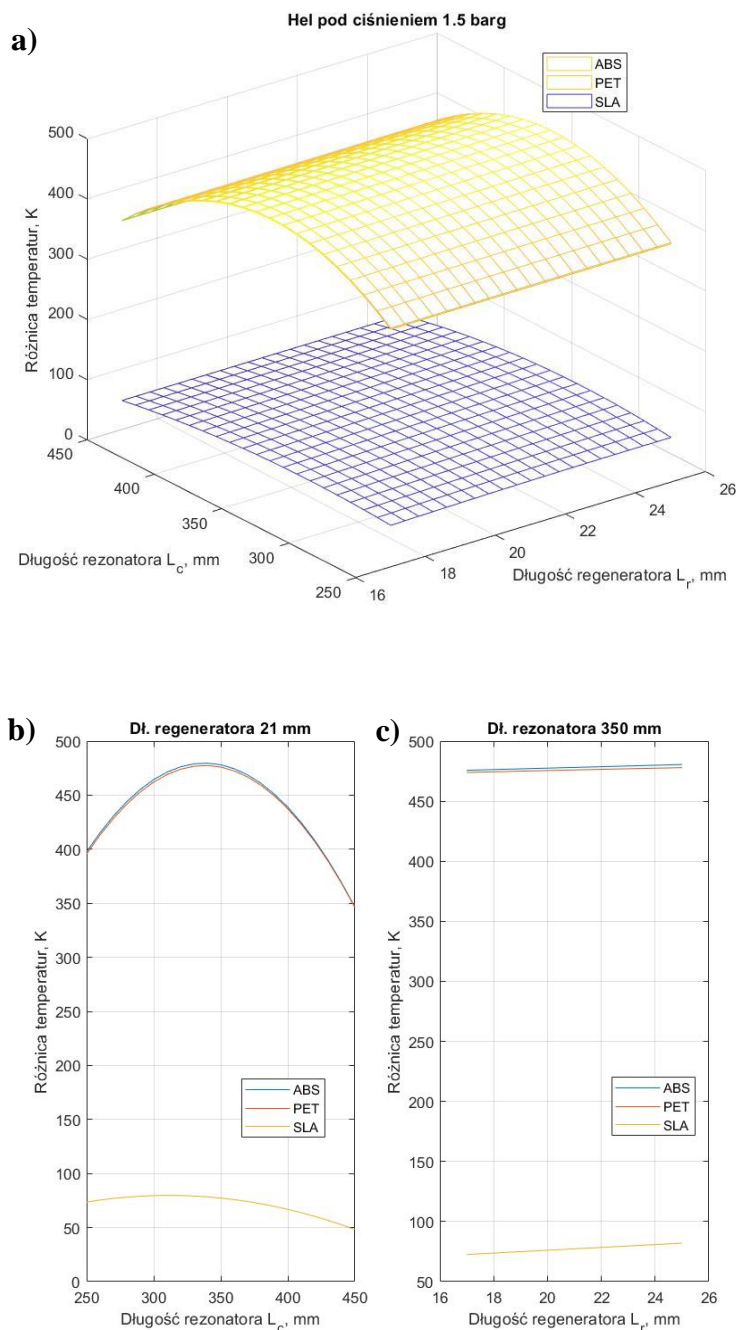 Hel pod ciśnieniem 1.5 barg
a)
ABS
PET
SLA
500
400
300
200
100
0
Różnica temperatur, K
450
400
350
300
250
Długość rezonatora L_c, mm
16
18
20
22
24
26
Długość regeneratora L_r, mm
b)
Dł. regeneratora 21 mm
500
450
400
350
300
250
200
150
100
50
0
Różnica temperatur, K
ABS
PET
SLA
250 300 350 400 450
Długość rezonatora L_c, mm
c)
Dł. rezonatora 350 mm
500
450
400
350
300
250
200
150
100
50
Różnica temperatur, K
ABS
PET
SLA
16 18 20 22 24 26
Długość regeneratora L_r, mm